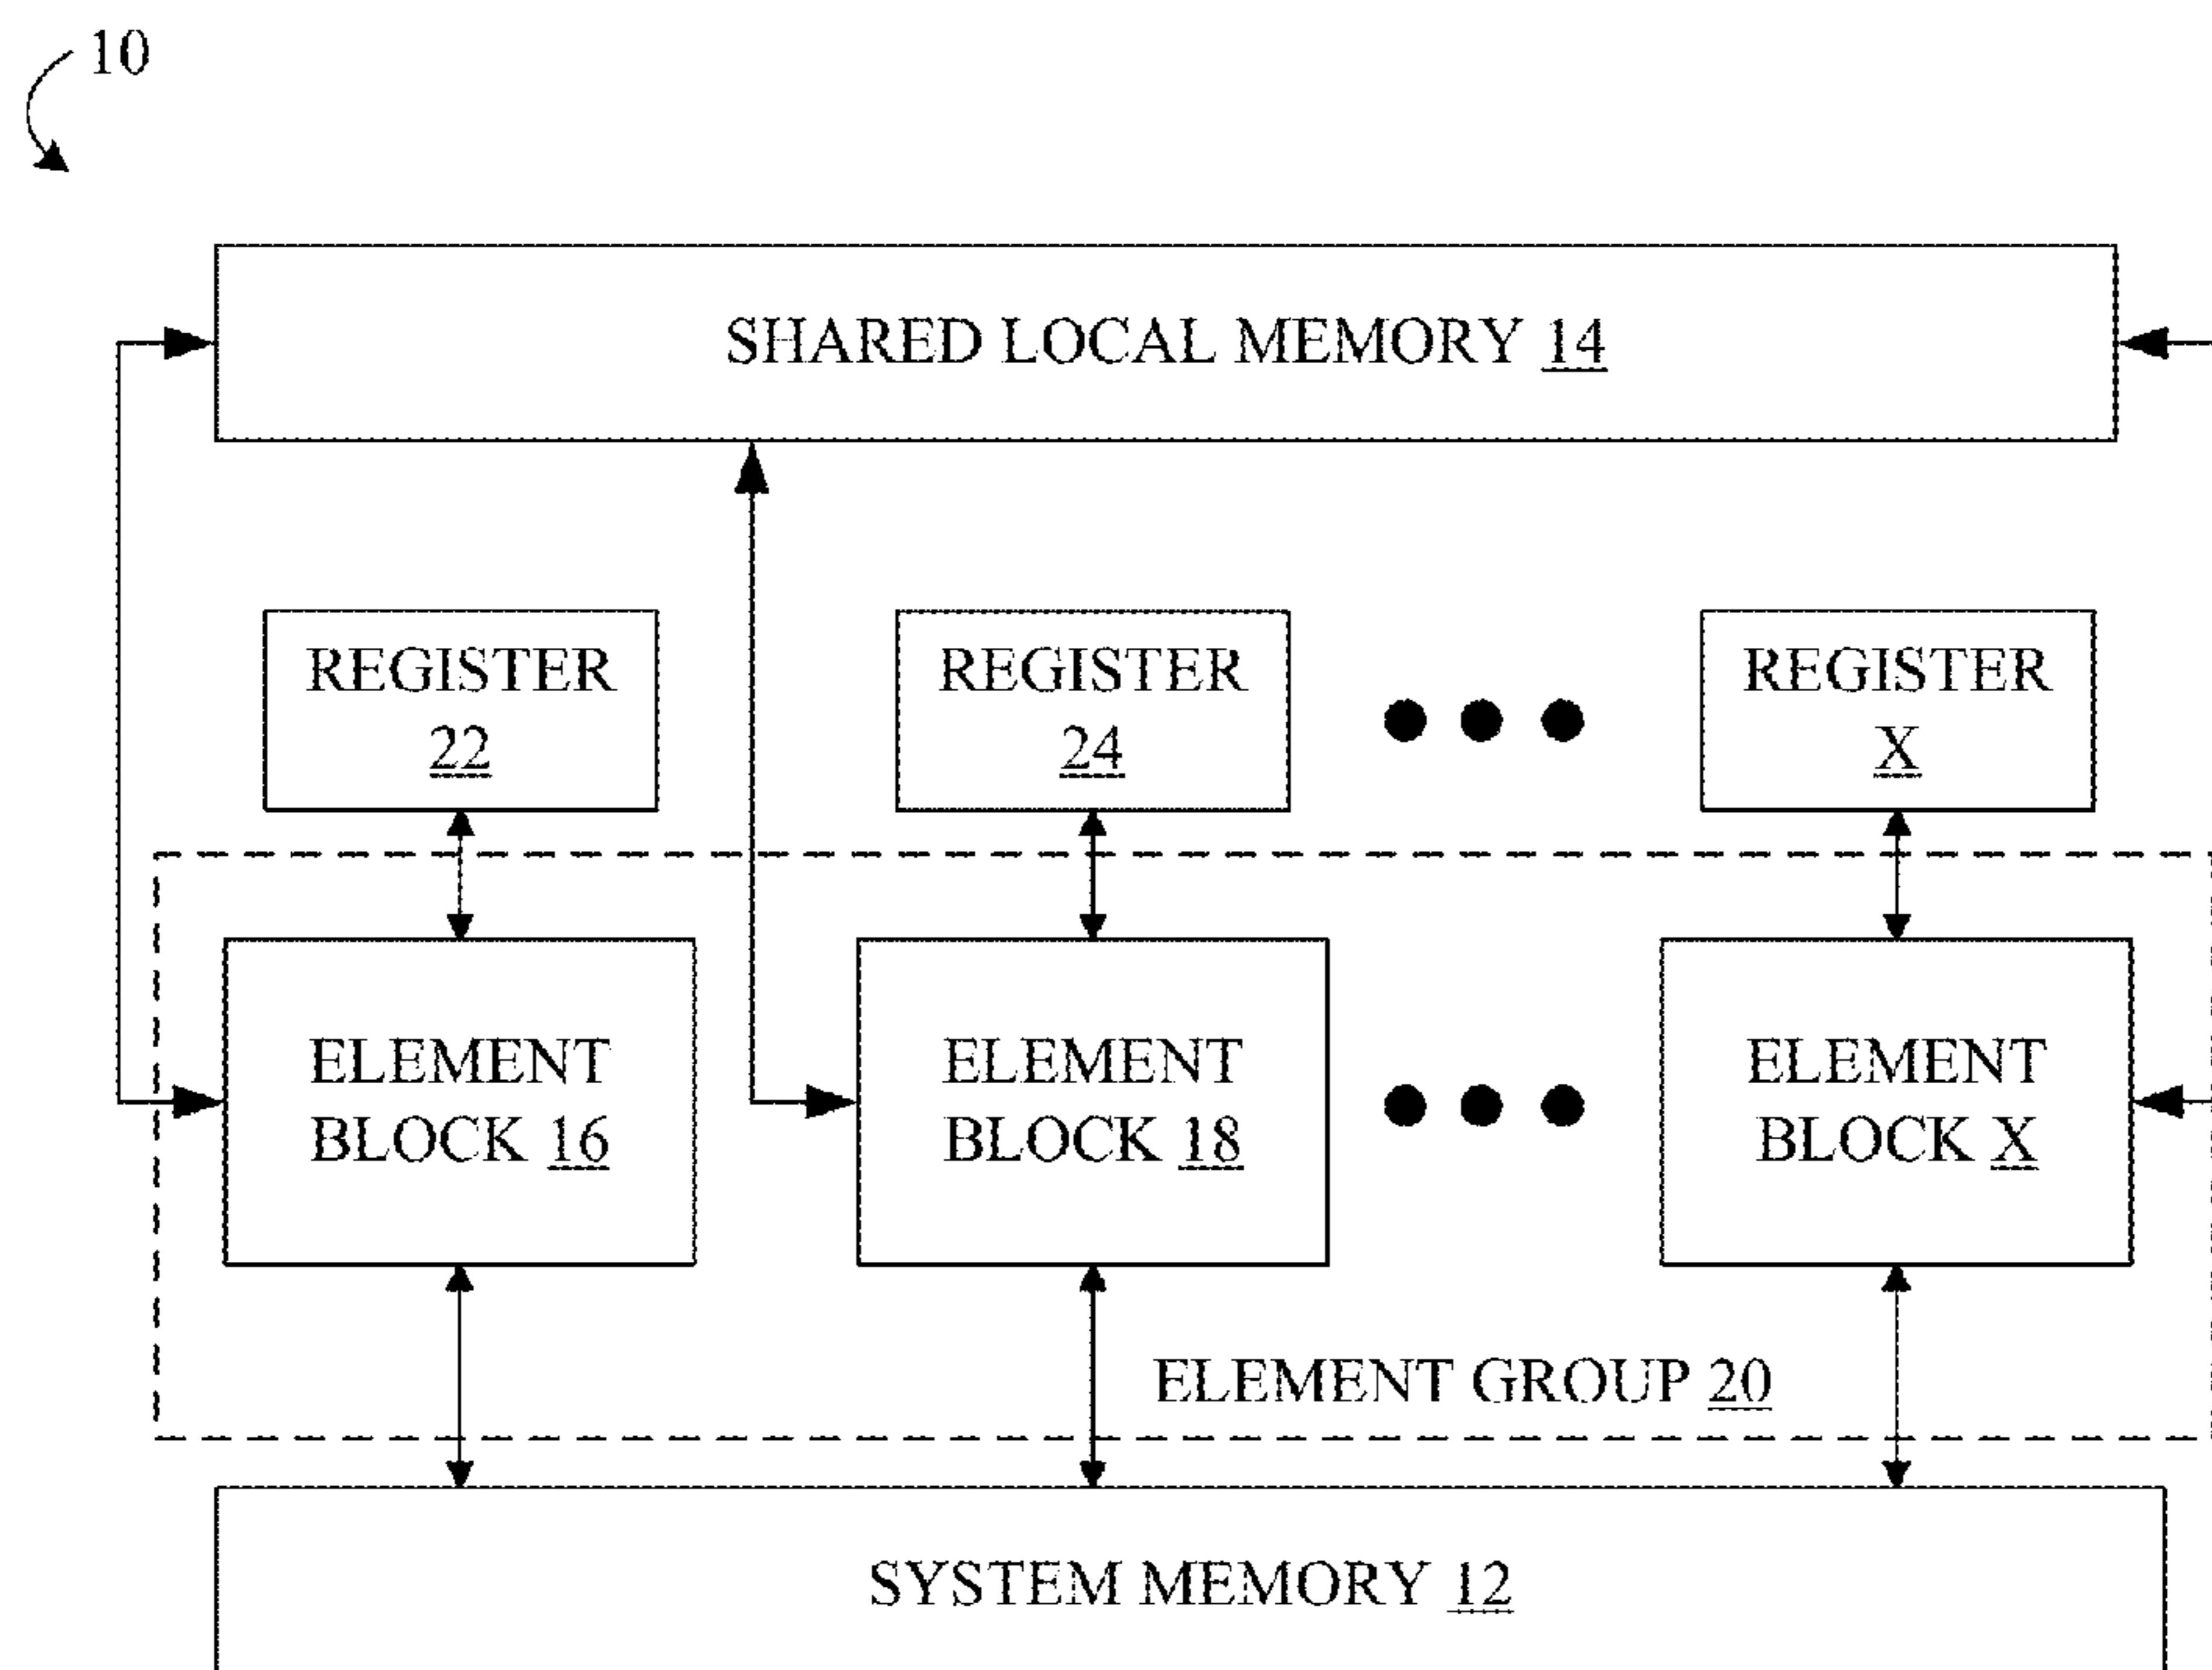 10
SHARED LOCAL MEMORY 14
REGISTER
22
REGISTER
24
REGISTER
X
ELEMENT
BLOCK 16
ELEMENT
BLOCK 18
ELEMENT
BLOCK X
ELEMENT GROUP 20
SYSTEM MEMORY 12